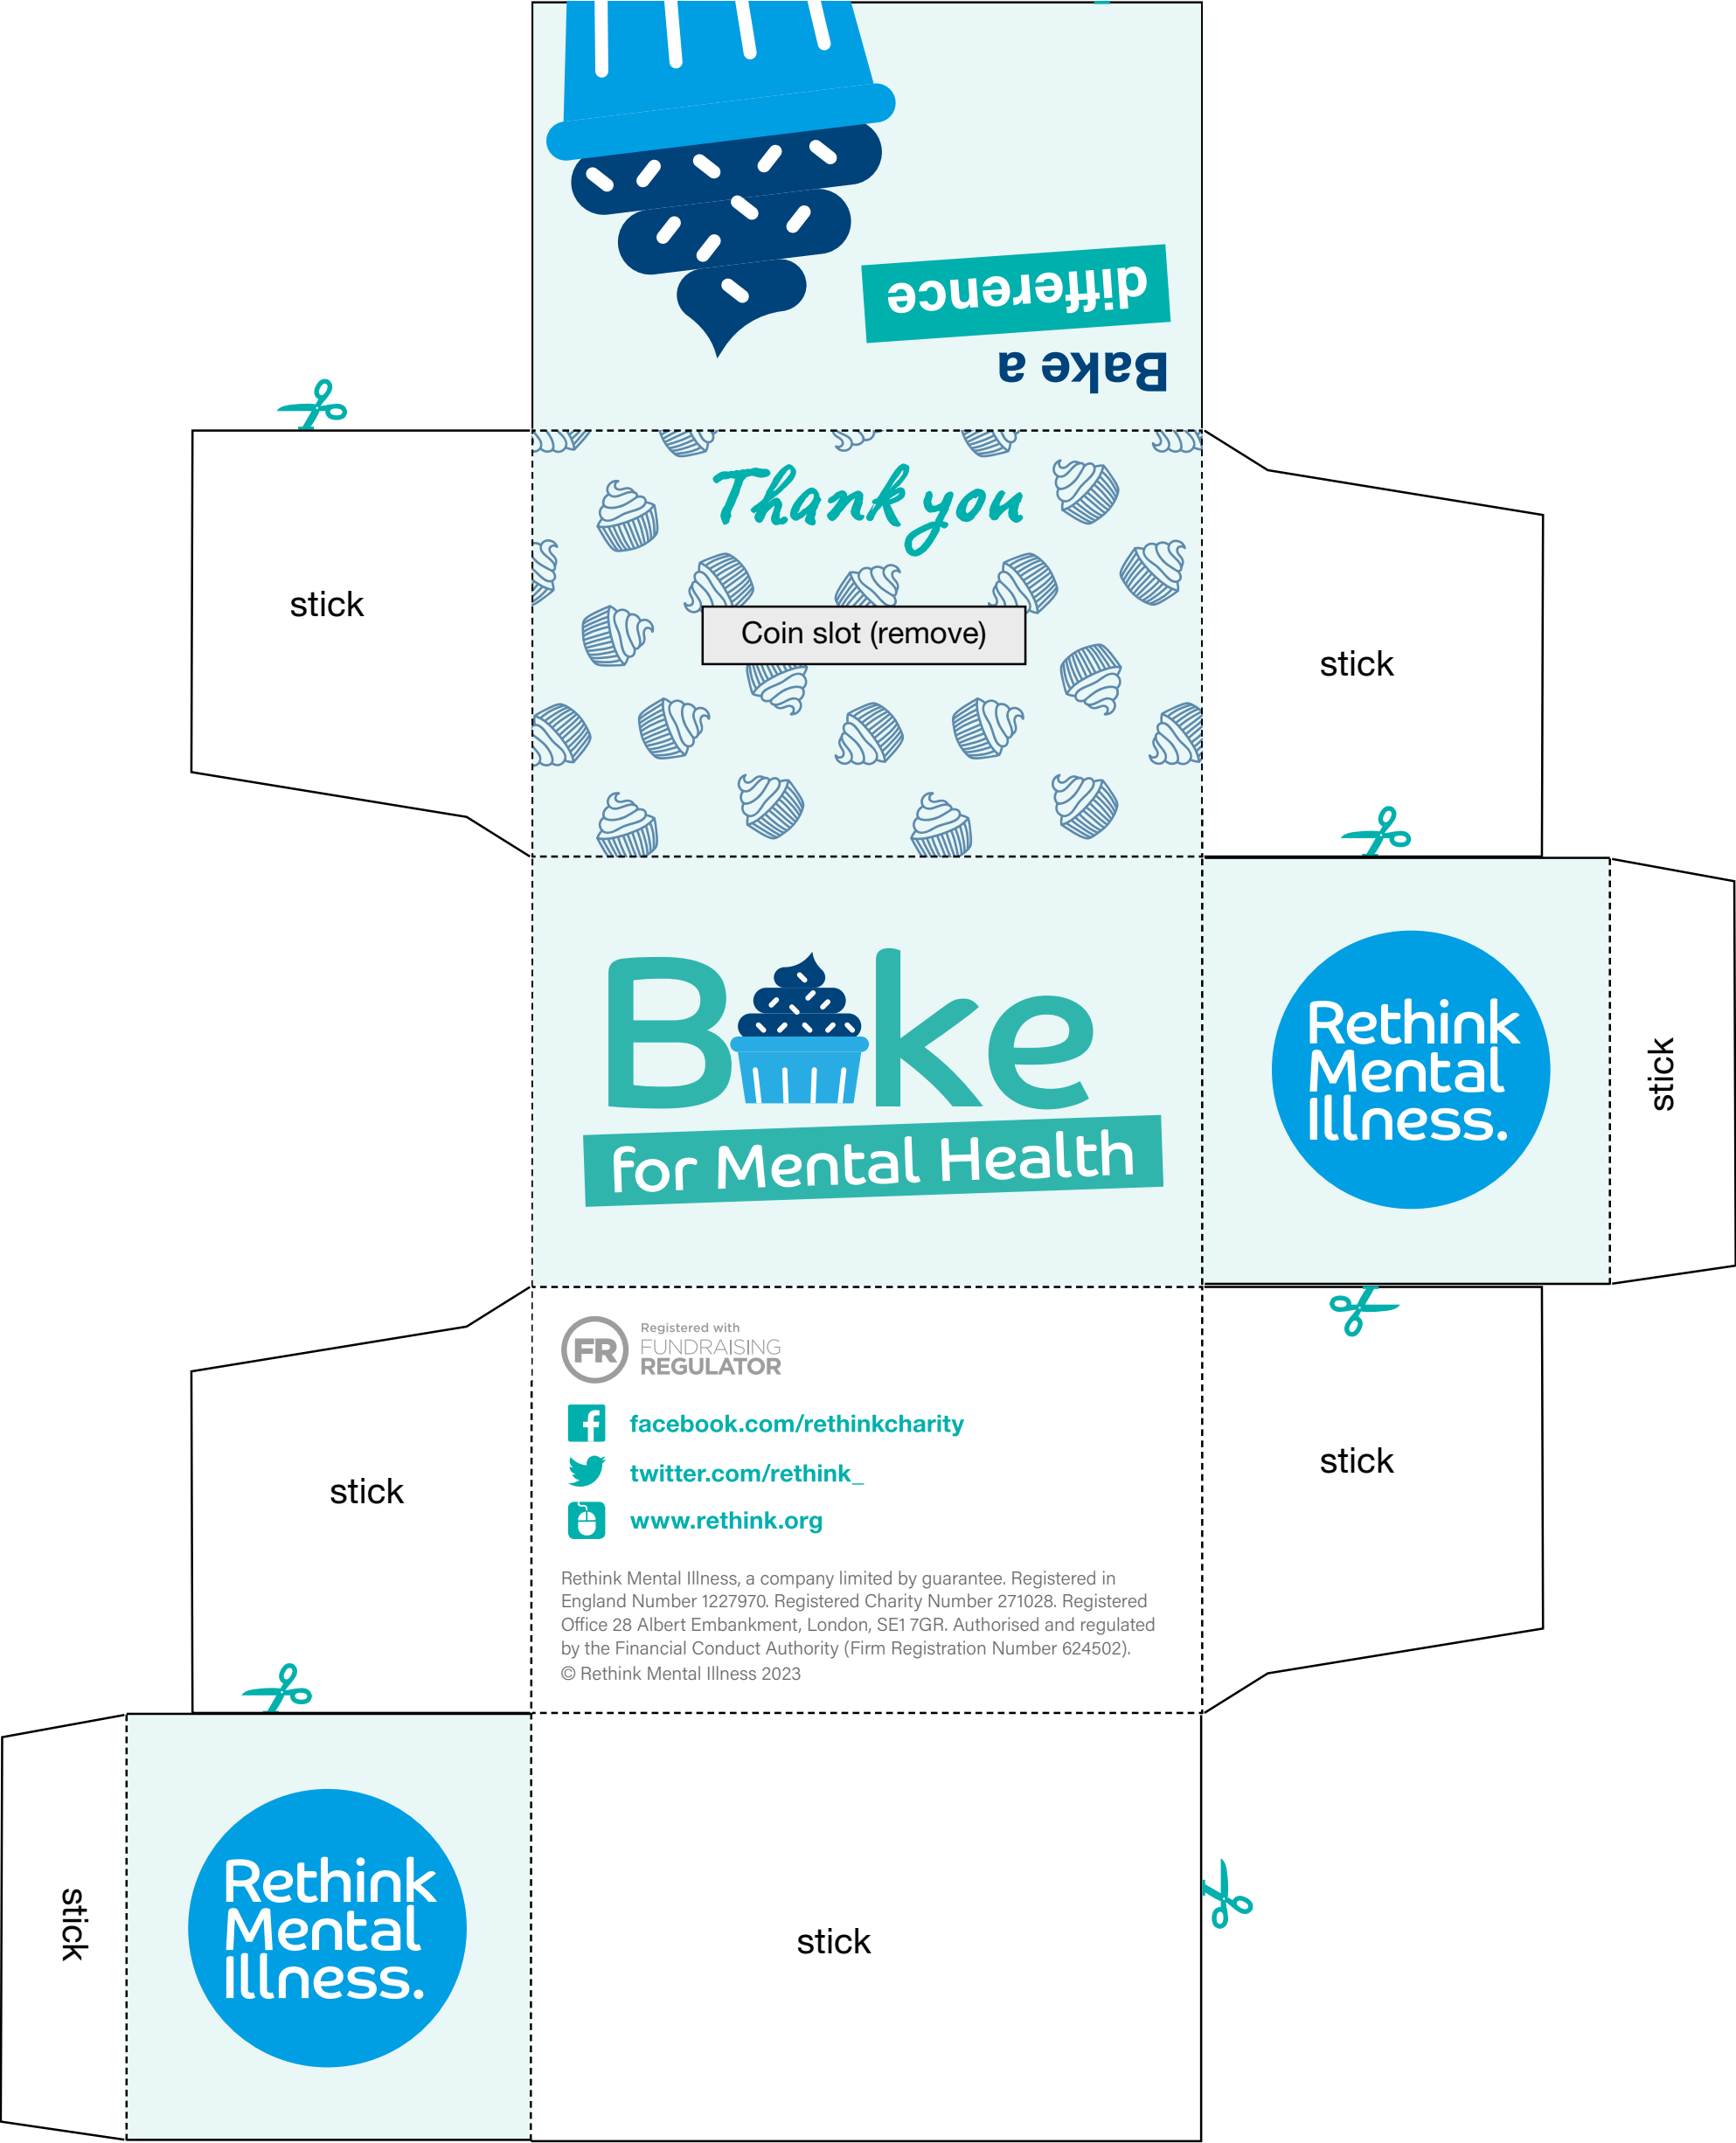 Bake a
difference
Thank you
stick
Coin slot (remove)
stick
Bake
for Mental Health
Rethink
Mental
Illness.
stick
FR
Registered with
FUNDRAISING
REGULATOR
facebook.com/rethinkcharity
twitter.com/rethink_
www.rethink.org
stick
stick
Rethink Mental Illness, a company limited by guarantee. Registered in
England Number 1227970. Registered Charity Number 271028. Registered
Office 28 Albert Embankment, London, SE1 7GR. Authorised and regulated
by the Financial Conduct Authority (Firm Registration Number 624502).
© Rethink Mental Illness 2023
stick
Rethink
Mental
Illness.
stick